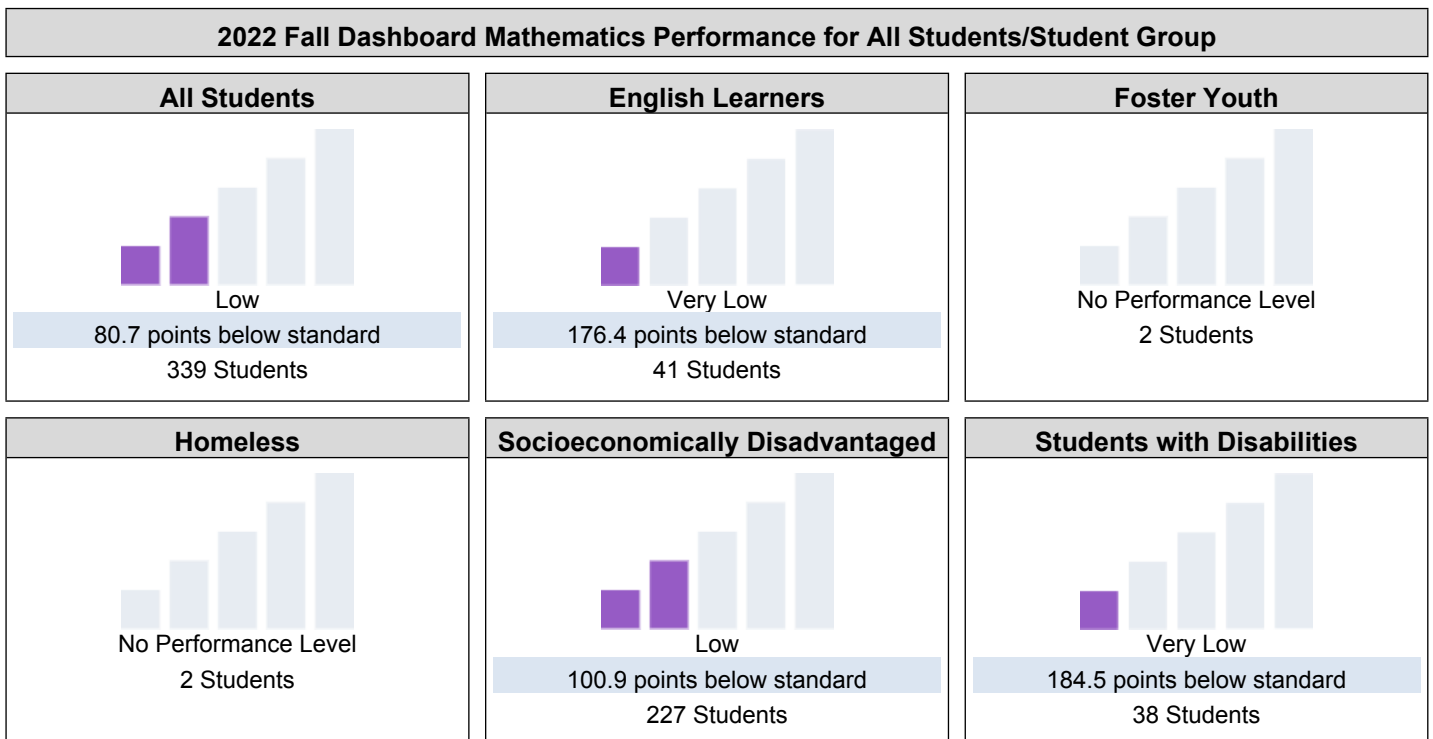 2022 Fall Dashboard Mathematics Performance for All Students/Student Group
All Students
Low
80.7 points below standard
339 Students
English Learners
Very Low
176.4 points below standard
41 Students
Foster Youth
No Performance Level
2 Students
Homeless
No Performance Level
2 Students
Socioeconomically Disadvantaged
Low
100.9 points below standard
227 Students
Students with Disabilities
Very Low
184.5 points below standard
38 Students